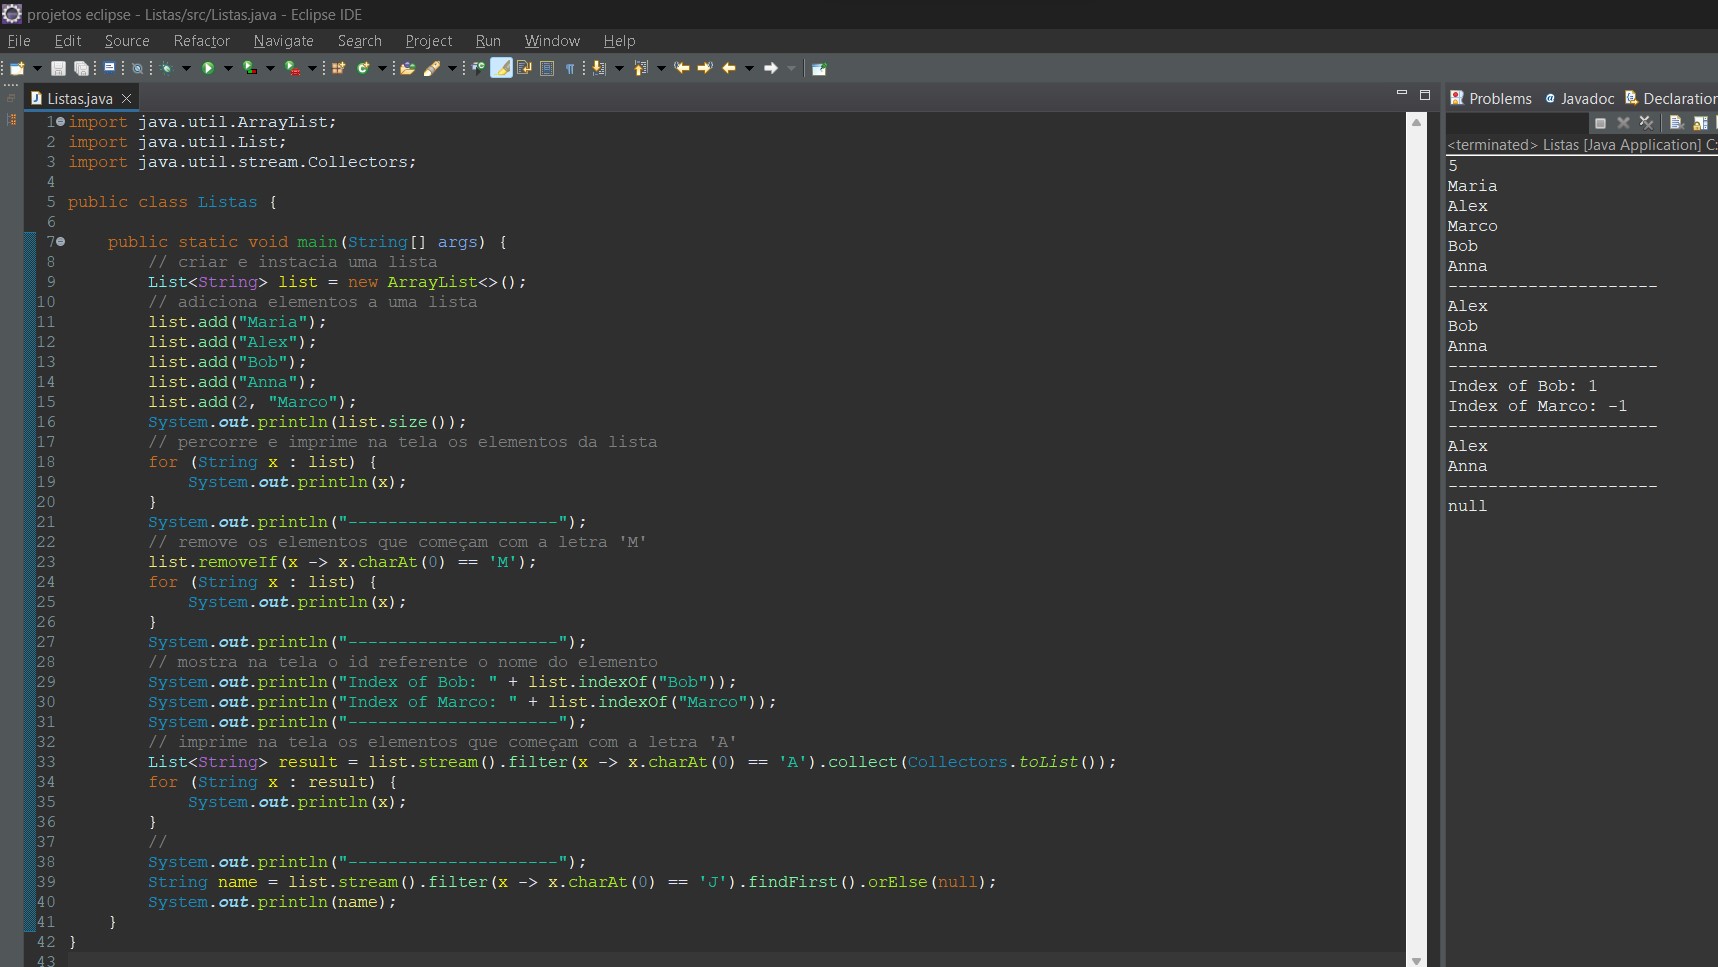 projetos eclipse - Listas/src/Listas.java - Eclipse IDE
File Edit Source Refactor Navigate Search Project Run Window Help
Listas.java
1 import java.util.ArrayList;
2 import java.util.List;
3 import java.util.stream.Collectors;
4
5 public class Listas {
6
7     public static void main(String[] args) {
8         // criar e instacia uma lista
9         List<String> list = new ArrayList<>();
10         // adiciona elementos a uma lista
11         list.add("Maria");
12         list.add("Alex");
13         list.add("Bob");
14         list.add("Anna");
15         list.add(2, "Marco");
16         System.out.println(list.size());
17         // percorre e imprime na tela os elementos da lista
18         for (String x : list) {
19             System.out.println(x);
20         }
21         System.out.println("---------------------");
22         // remove os elementos que começam com a letra 'M'
23         list.removeIf(x -> x.charAt(0) == 'M');
24         for (String x : list) {
25             System.out.println(x);
26         }
27         System.out.println("---------------------");
28         // mostra na tela o id referente o nome do elemento
29         System.out.println("Index of Bob: " + list.indexOf("Bob"));
30         System.out.println("Index of Marco: " + list.indexOf("Marco"));
31         System.out.println("---------------------");
32         // imprime na tela os elementos que começam com a letra 'A'
33         List<String> result = list.stream().filter(x -> x.charAt(0) == 'A').collect(Collectors.toList());
34         for (String x : result) {
35             System.out.println(x);
36         }
37         //
38         System.out.println("---------------------");
39         String name = list.stream().filter(x -> x.charAt(0) == 'J').findFirst().orElse(null);
40         System.out.println(name);
41     }
42 }
43
Problems Javadoc Declaration
<terminated> Listas [Java Application] C:
5
Maria
Alex
Marco
Bob
Anna
---------------------
Alex
Bob
Anna
---------------------
Index of Bob: 1
Index of Marco: -1
---------------------
Alex
Anna
---------------------
null